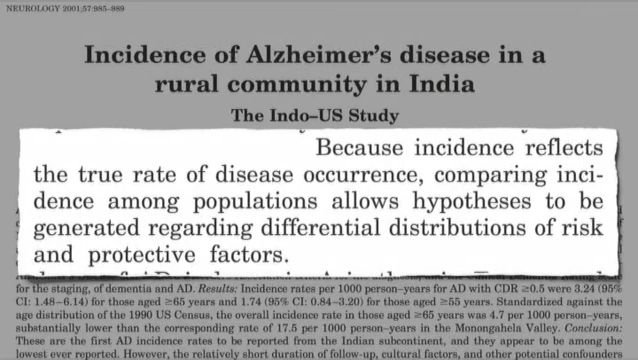 NEUROLOGY 2001;57:985–989
Incidence of Alzheimer's disease in a
rural community in India
The Indo–US Study
Because incidence reflects
the true rate of disease occurrence, comparing inci-
dence among populations allows hypotheses to be
generated regarding differential distributions of risk
and protective factors.
for the staging, of dementia and AD. Results: Incidence rates per 1000 person–years for AD with CDR ≥0.5 were 3.24 (95%
CI: 1.48–6.14) for those aged ≥65 years and 1.74 (95% CI: 0.84–3.20) for those aged ≥55 years. Standardized against the
age distribution of the 1990 US Census, the overall incidence rate in those aged ≥65 years was 4.7 per 1000 person–years,
substantially lower than the corresponding rate of 17.5 per 1000 person–years in the Monongahela Valley. Conclusion:
These are the first AD incidence rates to be reported from the Indian subcontinent, and they appear to be among the
lowest ever reported. However, the relatively short duration of follow-up, cultural factors, and other potential confounders